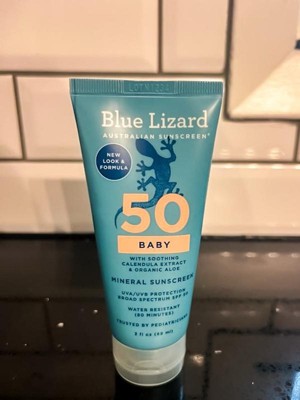 Blue Lizard
AUSTRALIAN SUNSCREEN
NEW
LOOK &
FORMULA
50
BABY
WITH SOOTHING
CALENDULA EXTRACT
& ORGANIC ALOE
MINERAL SUNSCREEN
UVA/UVB PROTECTION
BROAD SPECTRUM SPF 50
WATER RESISTANT
(80 MINUTES)
TRUSTED BY PEDIATRICIANS